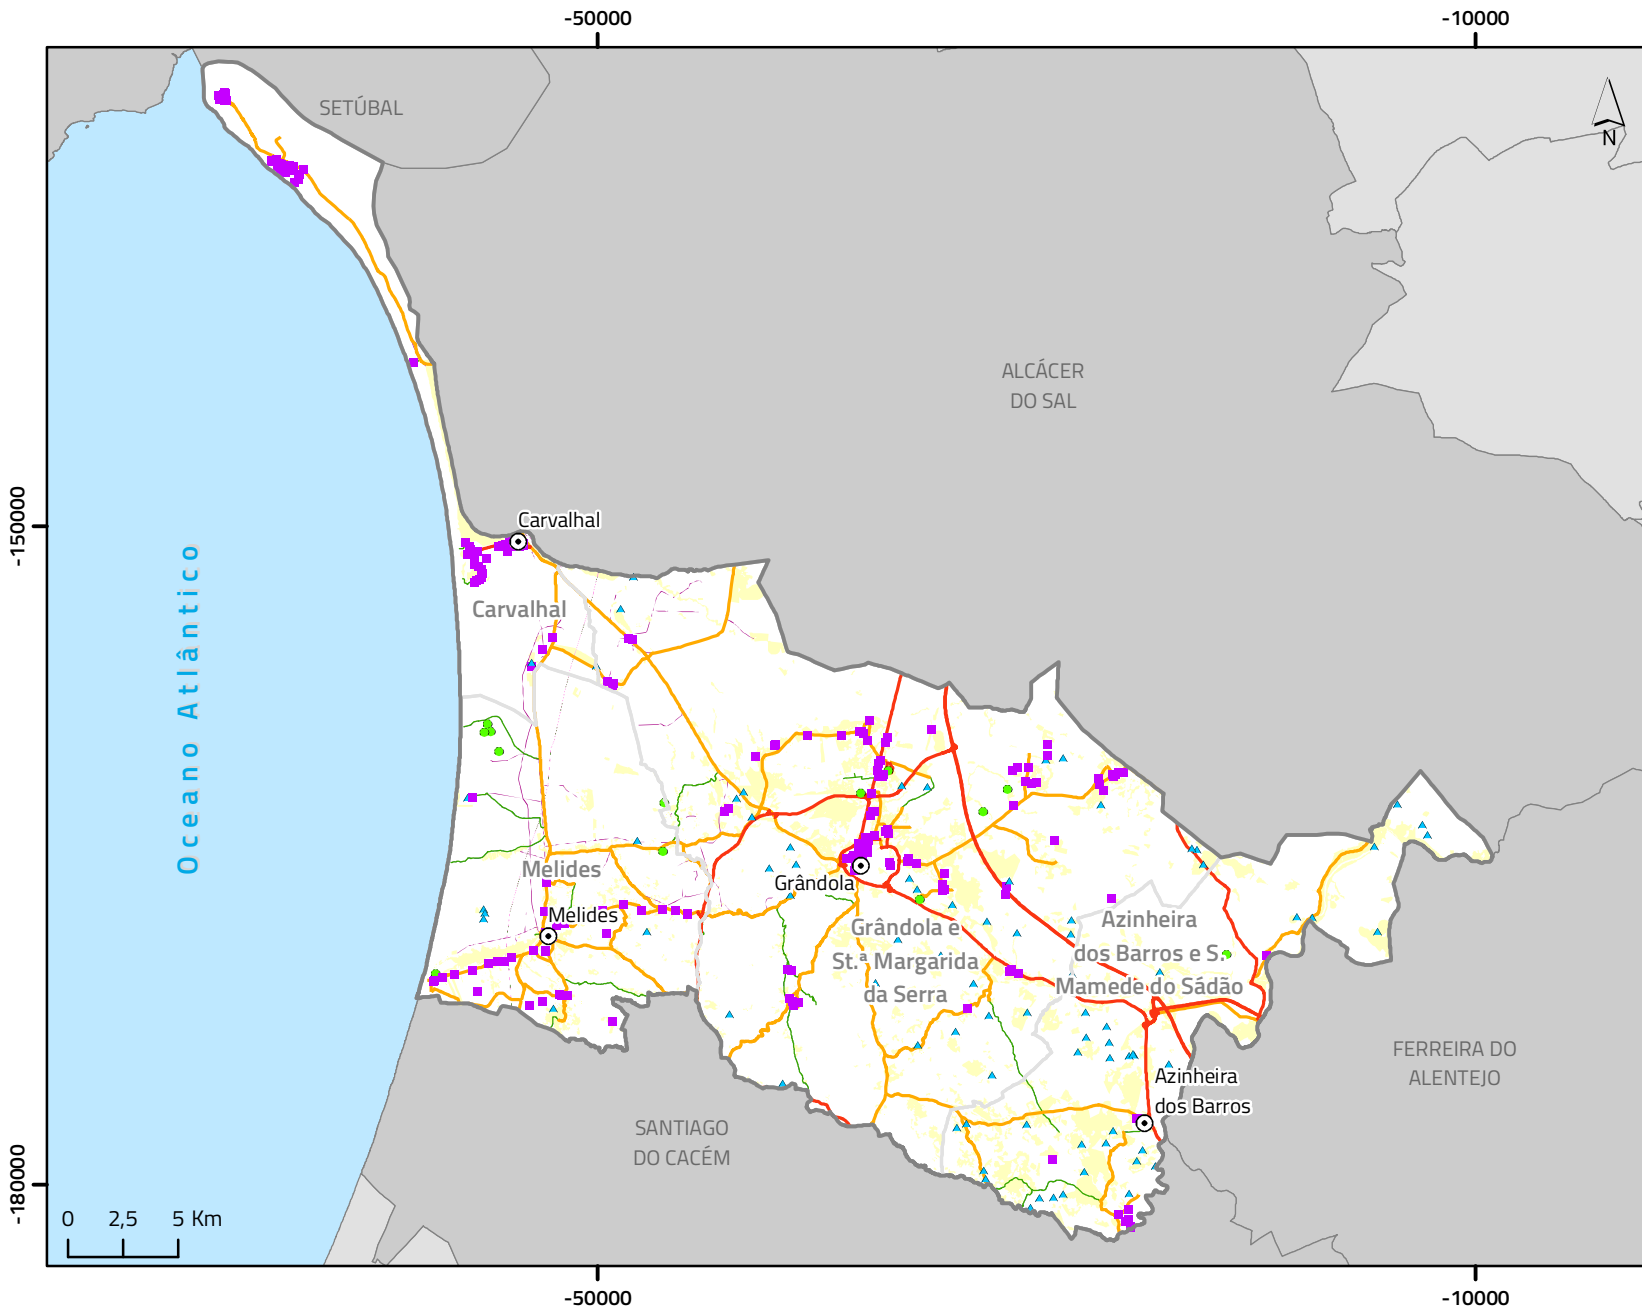 -50000
-10000
SETÚBAL
N
ALCÁCER
DO SAL
-150000
Carvalhal
Oceano Atlântico
Carvalhal
Melides
Grândola
Melides
Grândola e
St.ª Margarida
da Serra
Azinheira
dos Barros e S.
Mamede do Sádão
FERREIRA DO
ALENTEJO
Azinheira
dos Barros
SANTIAGO
DO CACÉM
-180000
0 2,5 5 Km
-50000
-10000